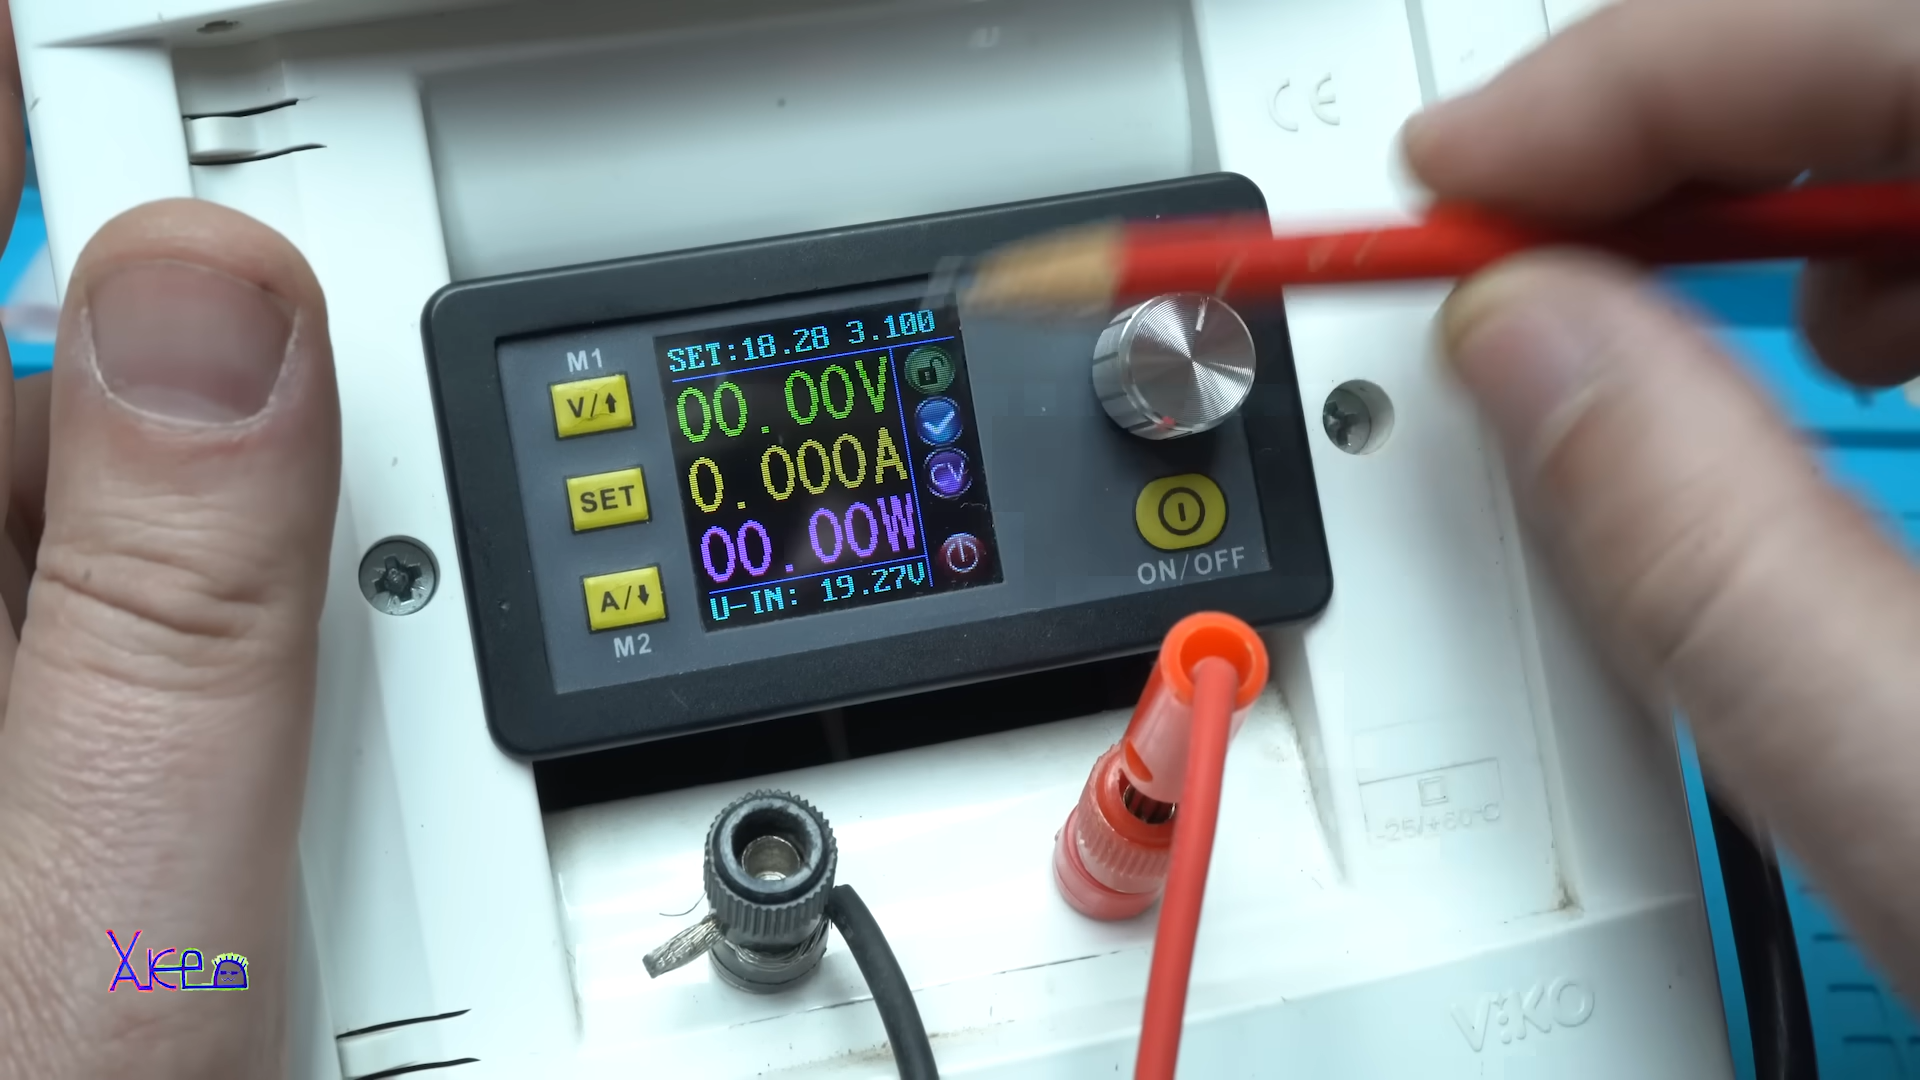 CE
M1
V/↑
SET
A/↓
M2
SET:18.28 3.100
00.00V
0.000A
00.00W
U-IN: 19.27V
CV
ON/OFF
-25/+60°C
ViKO
XKE